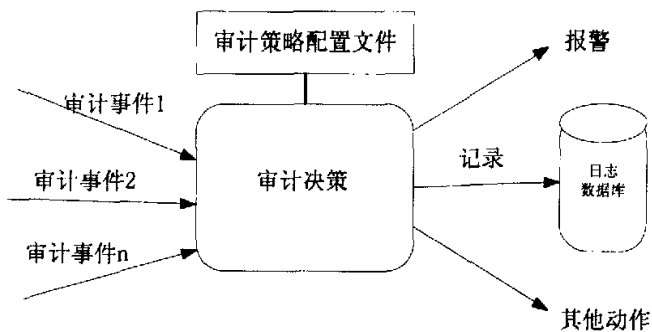 审计策略配置文件
报警
审计事件1
审计事件2
审计决策
记录
日志
数据库
审计事件n
其他动作